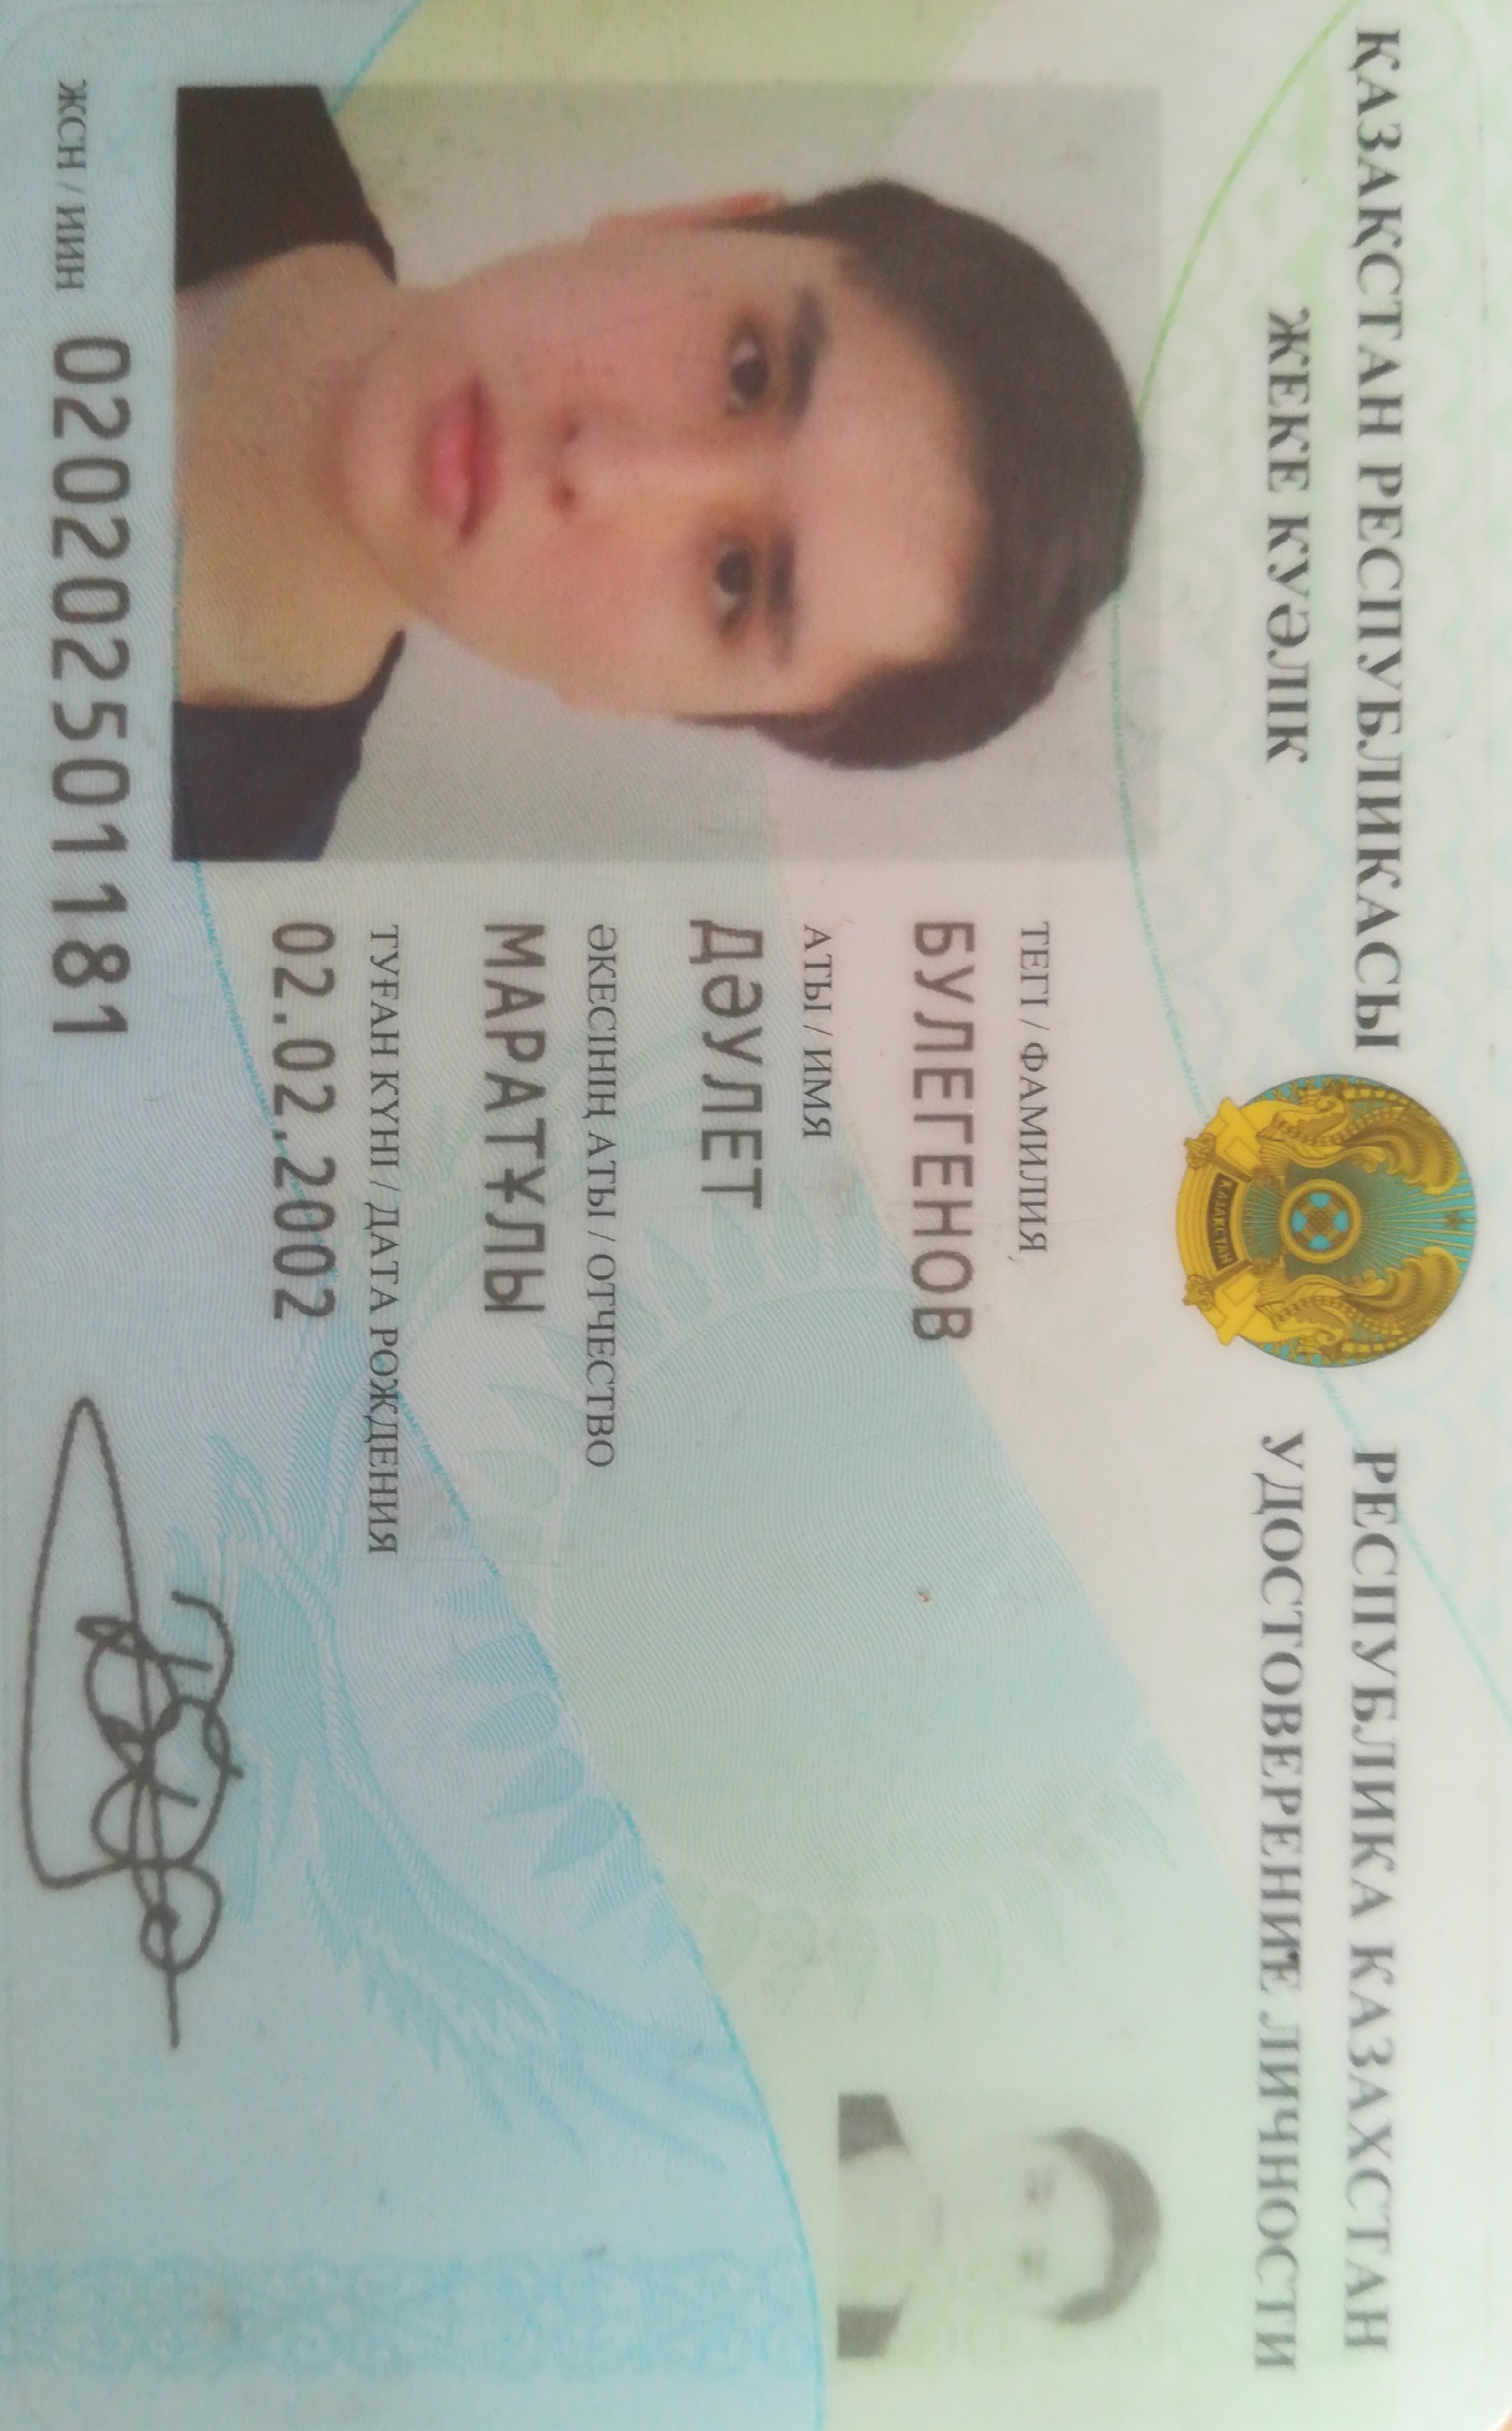 ҚАЗАҚСТАН РЕСПУБЛИКАСЫ
ЖЕКЕ КУӘЛІК
РЕСПУБЛИКА КАЗАХСТАН
УДОСТОВЕРЕНИЕ ЛИЧНОСТИ
ҚАЗАҚСТАН
ТЕГІ / ФАМИЛИЯ
БУЛЕГЕНОВ
АТЫ / ИМЯ
ДӘУЛЕТ
ӘКЕСІНІҢ АТЫ / ОТЧЕСТВО
МАРАТҰЛЫ
ТУҒАН КҮНІ / ДАТА РОЖДЕНИЯ
02.02.2002
ЖСН / ИИН 020202501181